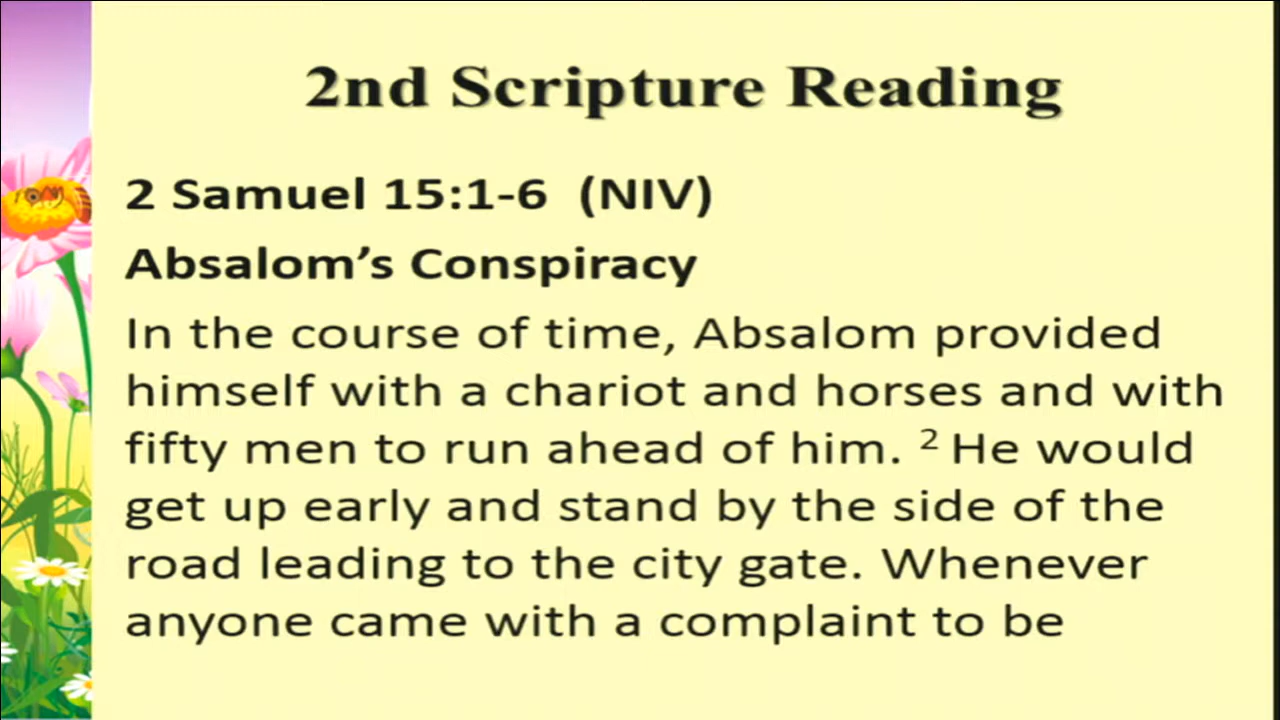 2nd Scripture Reading
2 Samuel 15:1-6 (NIV)
Absalom’s Conspiracy
In the course of time, Absalom provided
himself with a chariot and horses and with
fifty men to run ahead of him. ² He would
get up early and stand by the side of the
road leading to the city gate. Whenever
anyone came with a complaint to be